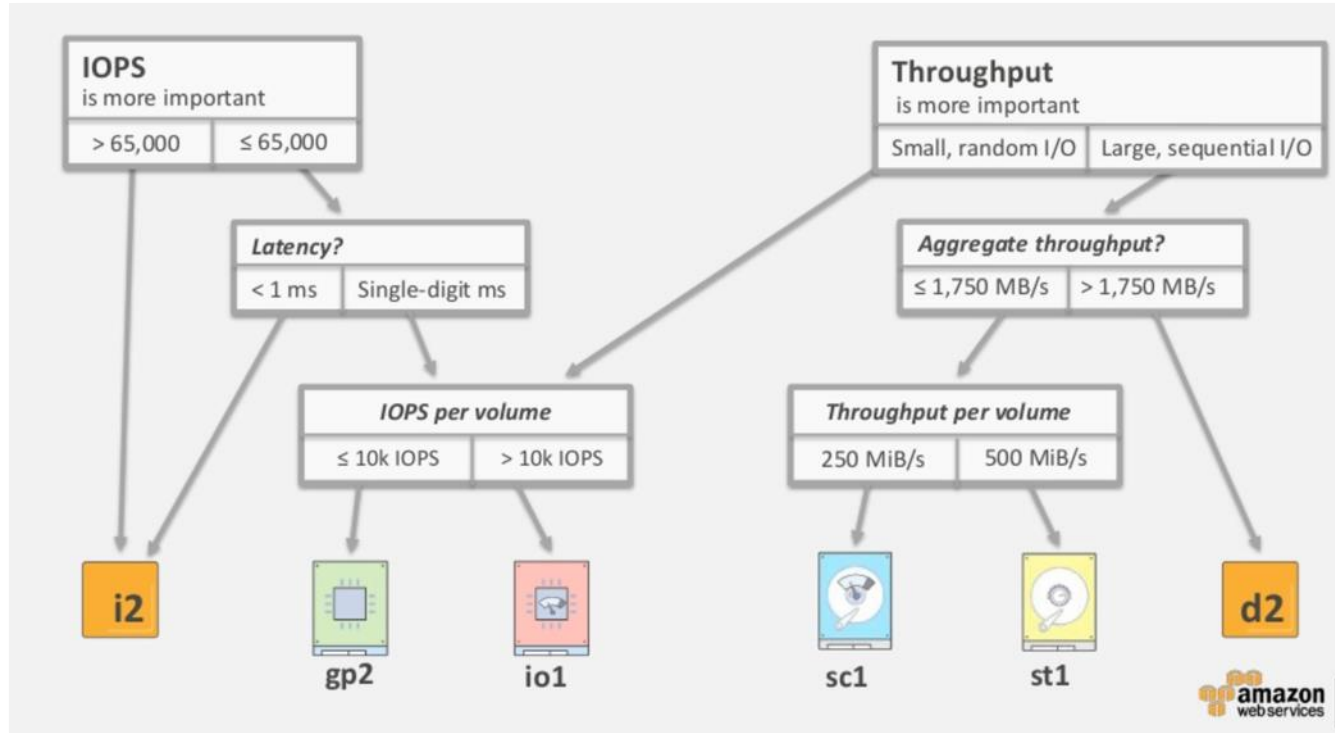 IOPS
is more important
> 65,000
≤ 65,000
Throughput
is more important
Small, random I/O
Large, sequential I/O
Latency?
< 1 ms
Single-digit ms
Aggregate throughput?
≤ 1,750 MB/s
> 1,750 MB/s
IOPS per volume
≤ 10k IOPS
> 10k IOPS
Throughput per volume
250 MiB/s
500 MiB/s
i2
gp2
io1
sc1
st1
d2
amazon
web services